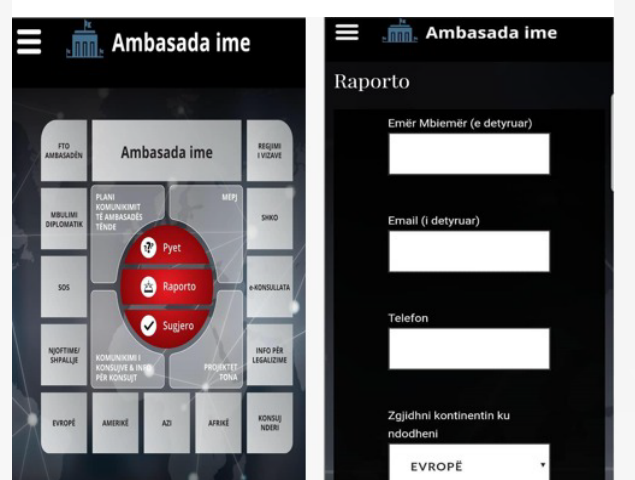 Ambasada ime
FTO
AMBASADËN
Ambasada ime
REGJIMI
I VIZAVE
MBULIMI
DIPLOMATIK
PLANI
KOMUNIKIMIT
TË AMBASADËS
TËNDE
MEPJ
SHKO
Pyet
SOS
Raporto
e-KONSULLATA
Sugjero
NJOFTIME/
SHPALLJE
KOMUNIKIMI I
KONSUJVE & INFO
PËR KONSUJT
PROJEKTET
TONA
INFO PËR
LEGALIZIME
EVROPË
AMERIKË
AZI
AFRIKË
KONSUJ
NDERI
Ambasada ime
Raporto
Emër Mbiemër (e detyruar)
Email (i detyruar)
Telefon
Zgjidhni kontinentin ku
ndodheni
EVROPË